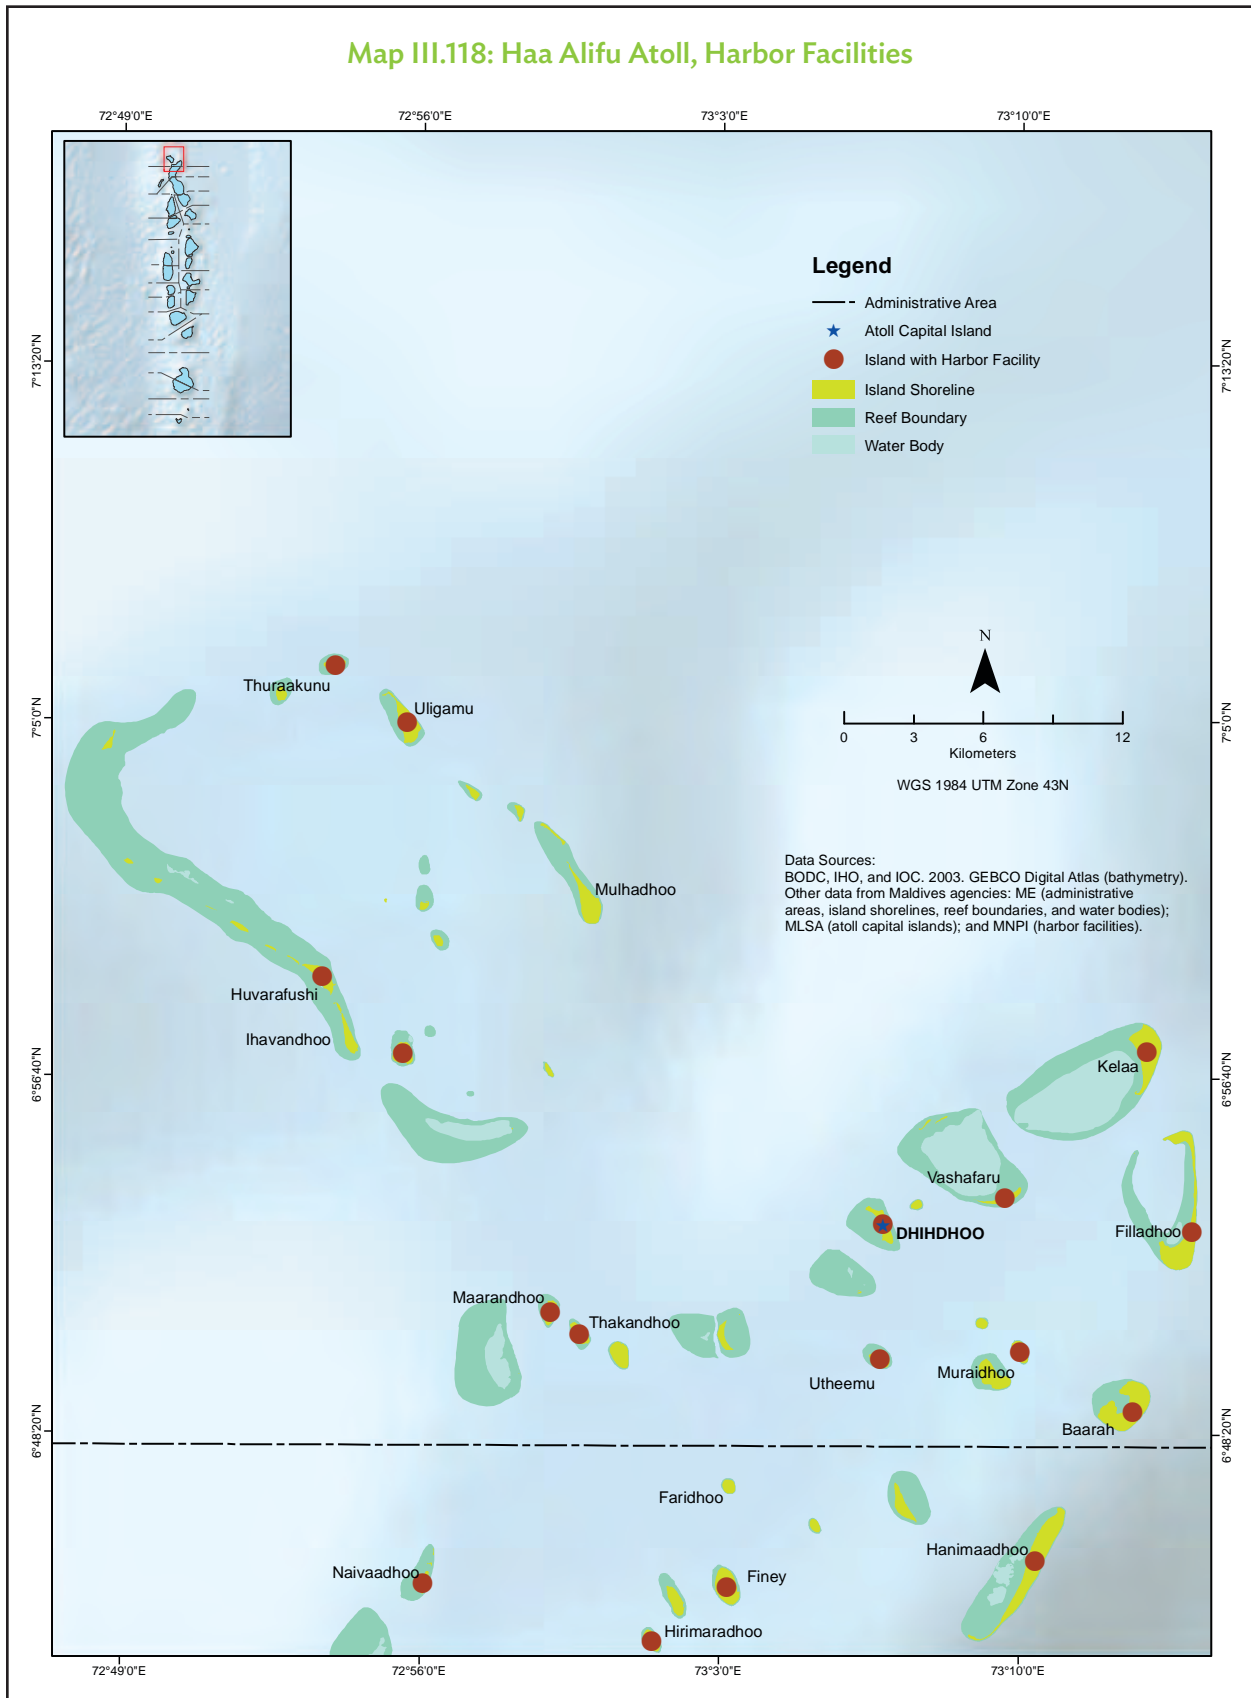 Map III.118: Haa Alifu Atoll, Harbor Facilities
72°49'0"E
72°56'0"E
73°3'0"E
73°10'0"E
7°13'20"N
7°13'20"N
Legend
Administrative Area
Atoll Capital Island
Island with Harbor Facility
Island Shoreline
Reef Boundary
Water Body
N
0 3 6 12
Kilometers
WGS 1984 UTM Zone 43N
Thuraakunu
Uligamu
7°5'0"N
7°5'0"N
Data Sources:
BODC, IHO, and IOC. 2003. GEBCO Digital Atlas (bathymetry).
Other data from Maldives agencies: ME (administrative
areas, island shorelines, reef boundaries, and water bodies);
MLSA (atoll capital islands); and MNPI (harbor facilities).
Mulhadhoo
Huvarafushi
Ihavandhoo
Kelaa
6°56'40"N
6°56'40"N
Vashafaru
DHIHDHOO
Filladhoo
Maarandhoo
Thakandhoo
Utheemu
Muraidhoo
Baarah
6°48'20"N
6°48'20"N
Faridhoo
Hanimaadhoo
Naivaadhoo
Finey
Hirimaradhoo
72°49'0"E
72°56'0"E
73°3'0"E
73°10'0"E